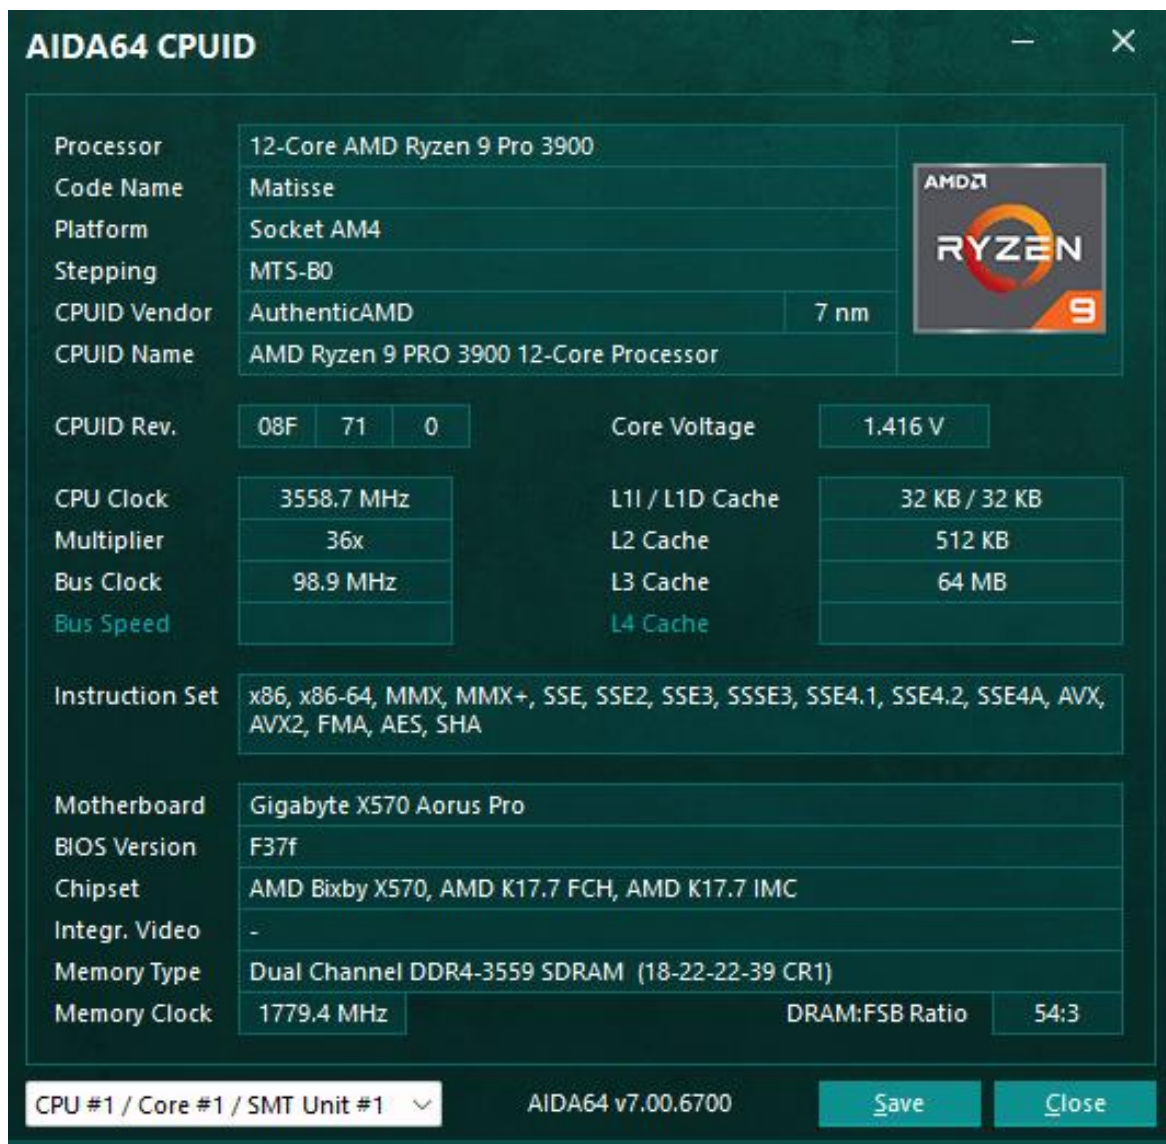 AIDA64 CPUID
Processor 12-Core AMD Ryzen 9 Pro 3900
Code Name Matisse
Platform Socket AM4
Stepping MTS-B0
CPUID Vendor AuthenticAMD 7 nm
CPUID Name AMD Ryzen 9 PRO 3900 12-Core Processor
AMD
RYZEN
9
CPUID Rev. 08F 71 0 Core Voltage 1.416 V
CPU Clock 3558.7 MHz L1I / L1D Cache 32 KB / 32 KB
Multiplier 36x L2 Cache 512 KB
Bus Clock 98.9 MHz L3 Cache 64 MB
Bus Speed L4 Cache
Instruction Set x86, x86-64, MMX, MMX+, SSE, SSE2, SSE3, SSSE3, SSE4.1, SSE4.2, SSE4A, AVX,
AVX2, FMA, AES, SHA
Motherboard Gigabyte X570 Aorus Pro
BIOS Version F37f
Chipset AMD Bixby X570, AMD K17.7 FCH, AMD K17.7 IMC
Integr. Video -
Memory Type Dual Channel DDR4-3559 SDRAM (18-22-22-39 CR1)
Memory Clock 1779.4 MHz DRAM:FSB Ratio 54:3
CPU #1 / Core #1 / SMT Unit #1 AIDA64 v7.00.6700 Save Close